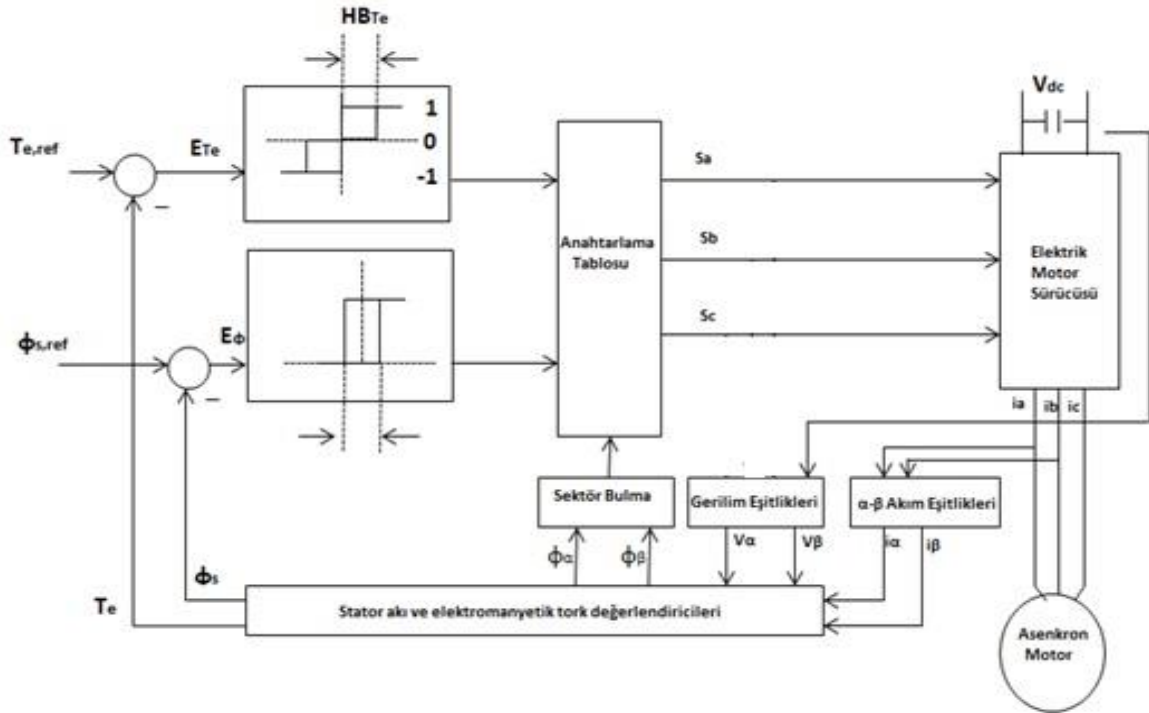 HBTe
Vdc
1
0
-1
Te,ref
ETe
–
Sa
Anahtarlama
Tablosu
Sb
Elektrik
Motor
Sürücüsü
Sc
ϕs,ref
Eϕ
–
ia
ib
ic
Sektör Bulma
Gerilim Eşitlikleri
α-β Akım Eşitlikleri
ϕα
ϕβ
Vα
Vβ
iα
iβ
ϕs
Te
Stator akı ve elektromanyetik tork değerlendiricileri
Asenkron
Motor